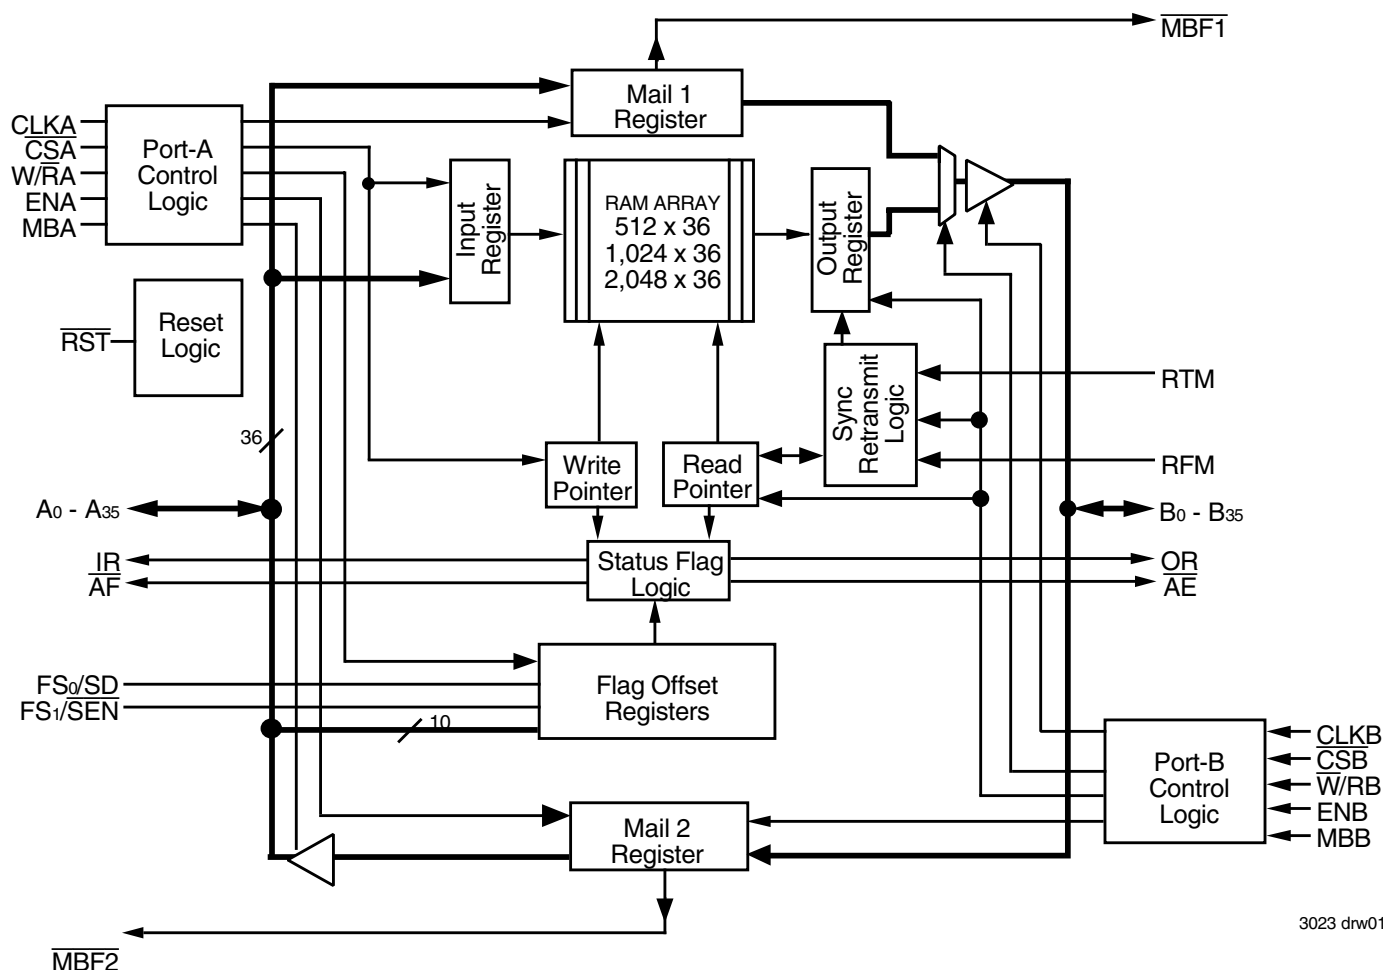 MBF1
Mail 1
Register
CLKA
CSA
W/RA
ENA
MBA
Port-A
Control
Logic
Input
Register
RAM ARRAY
512 x 36
1,024 x 36
2,048 x 36
Output
Register
RST
Reset
Logic
Sync
Retransmit
Logic
RTM
RFM
36
Write
Pointer
Read
Pointer
A0 - A35
B0 - B35
IR
AF
Status Flag
Logic
OR
AE
FS0/SD
FS1/SEN
10
Flag Offset
Registers
Port-B
Control
Logic
CLKB
CSB
W/RB
ENB
MBB
Mail 2
Register
MBF2
3023 drw01